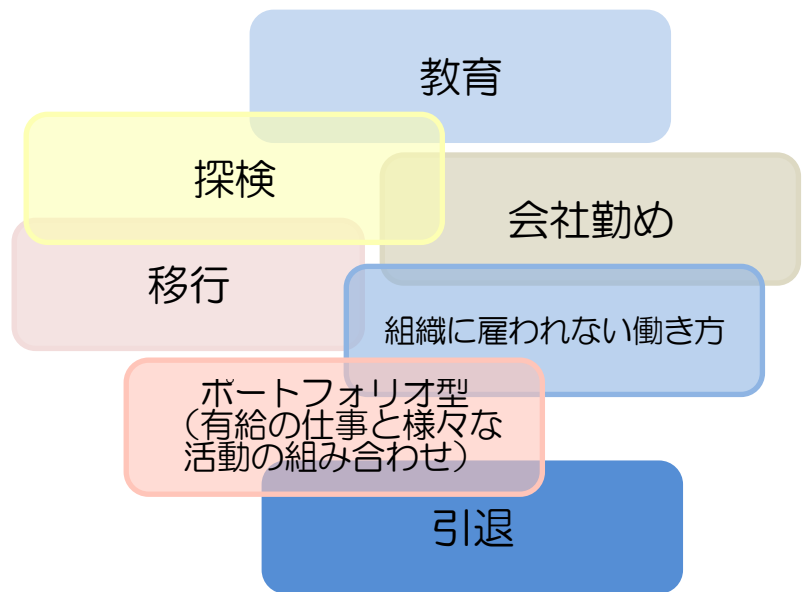 教育
探検
会社勤め
移行
組織に雇われない働き方
ポートフォリオ型
（有給の仕事と様々な
活動の組み合わせ）
引退